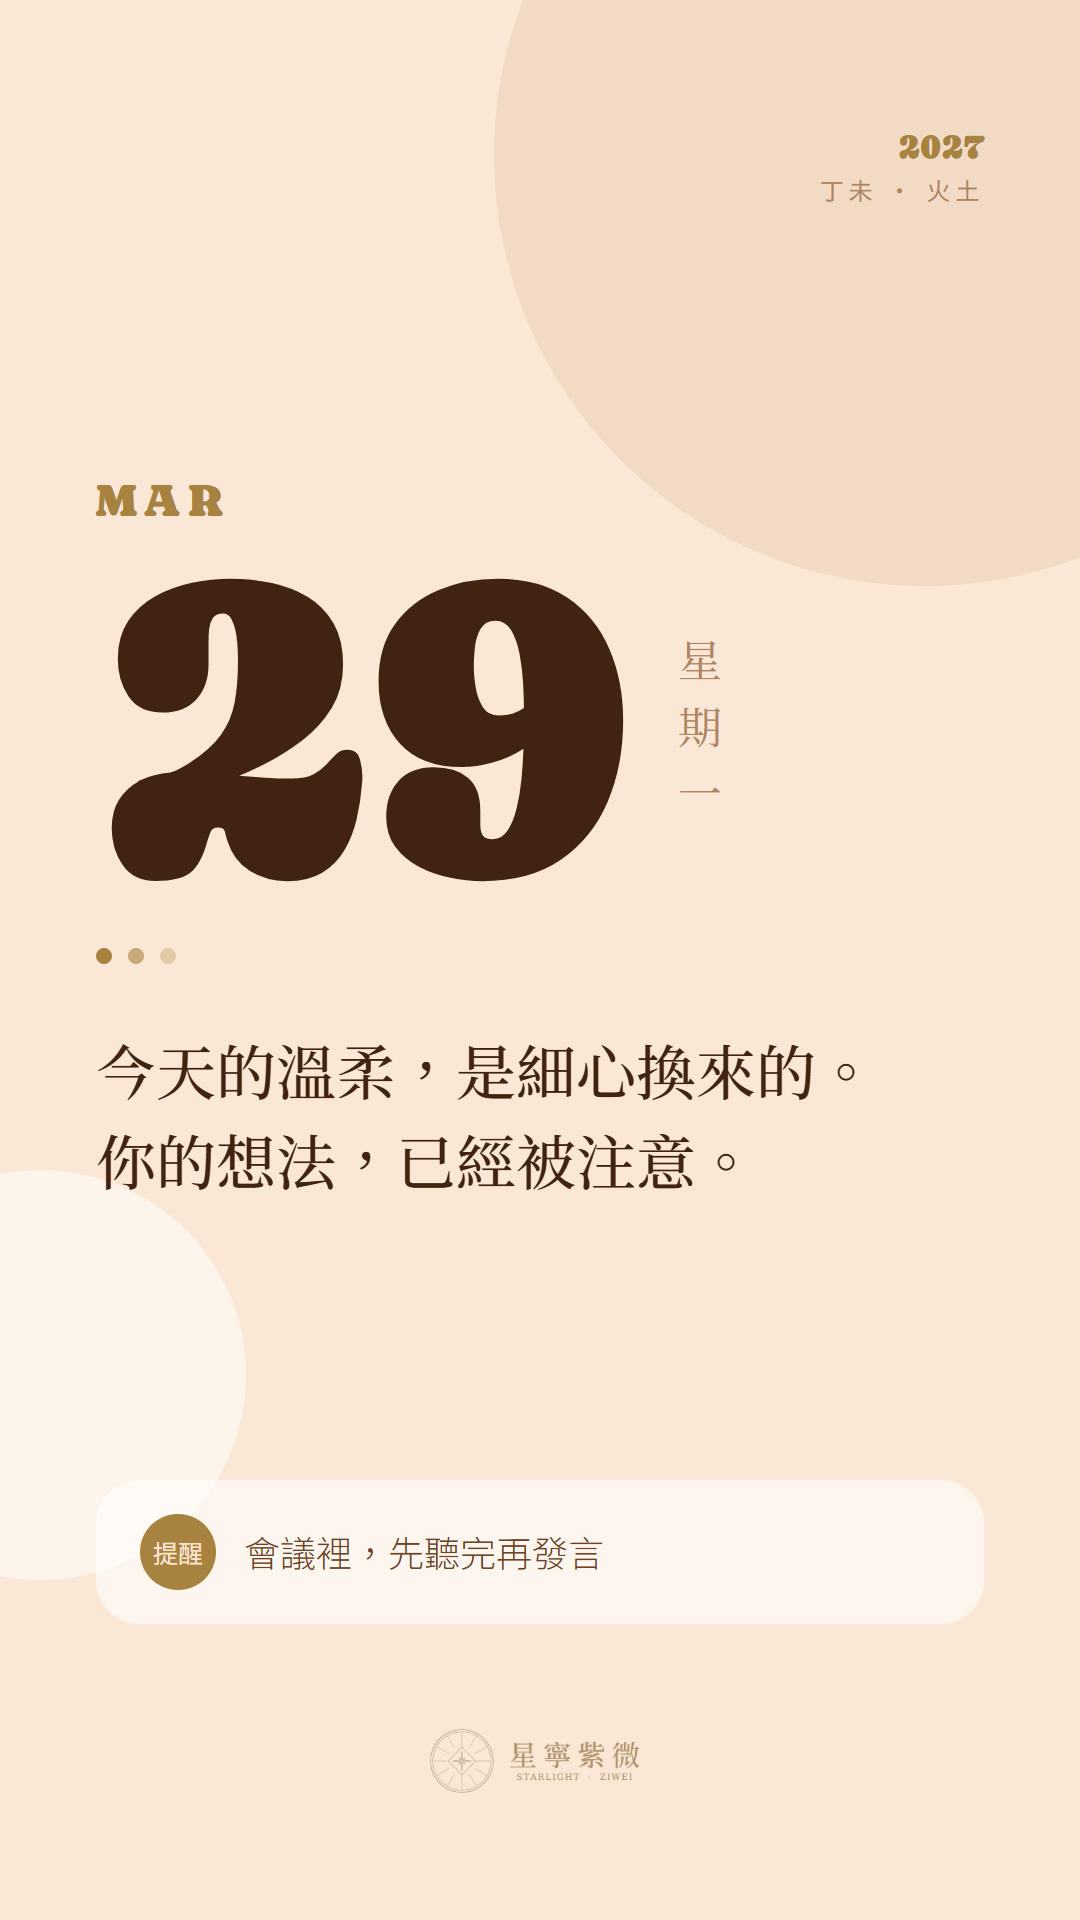 2027
丁未 · 火土
MAR
29
星期一
今天的溫柔，是細心換來的。
你的想法，已經被注意。
提醒 會議裡，先聽完再發言
星寧紫微
STARLIGHT · ZIWEI